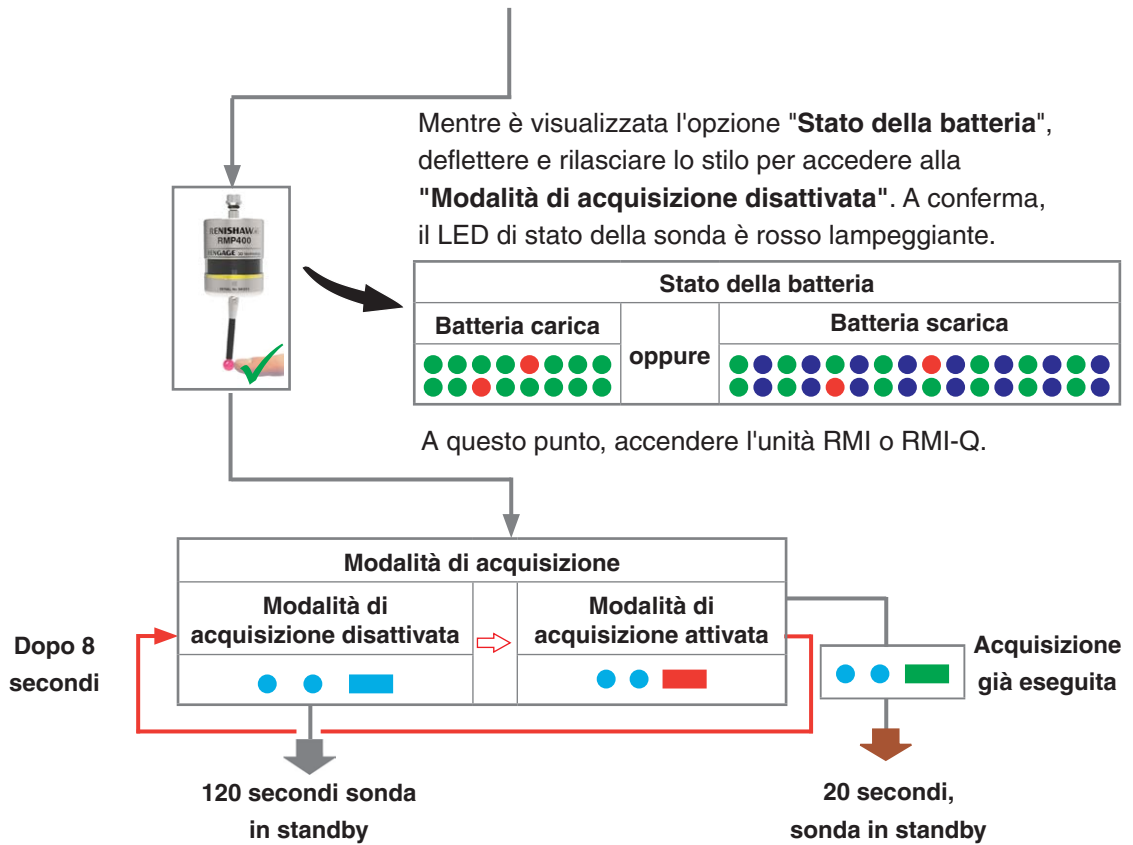 Mentre è visualizzata l'opzione "Stato della batteria",
deflettere e rilasciare lo stilo per accedere alla
"Modalità di acquisizione disattivata". A conferma,
il LED di stato della sonda è rosso lampeggiante.
RENISHAW
RMP400
Stato della batteria
Batteria carica
oppure
Batteria scarica
A questo punto, accendere l'unità RMI o RMI-Q.
Modalità di acquisizione
Modalità di
acquisizione disattivata
Modalità di
acquisizione attivata
Dopo 8
secondi
Acquisizione
già eseguita
120 secondi sonda
in standby
20 secondi,
sonda in standby